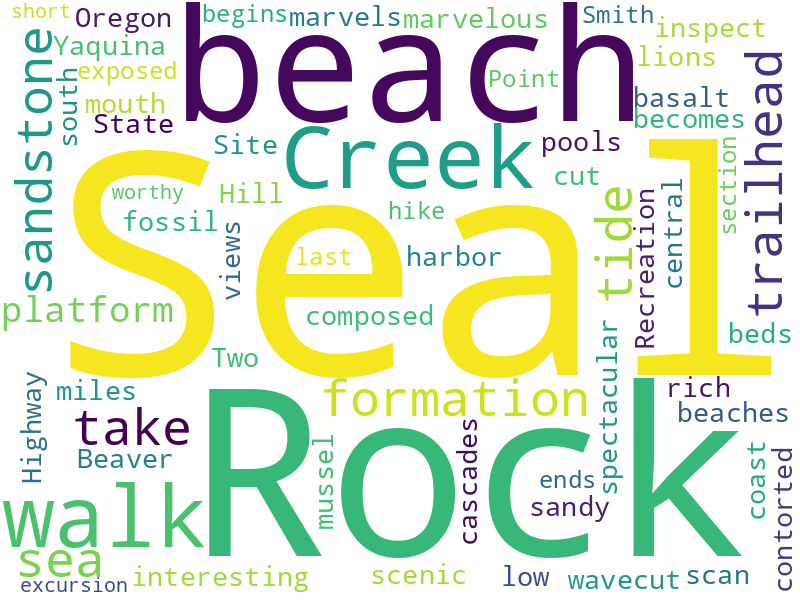 short
Oregon
begins
marvels
marvelous
Smith
inspect
beach
Yaquina
lions
exposed
Point
sandstone
south
mouth
basalt
State
becomes
Site
Creek
pools
trailhead
Seal
cut
section
worthy
Hill
fossil
hike
tide
Recreation
central
views
last
harbor
platform
composed
beds
Two
spectacular
Highway
miles
formation
Rock
rich
take
beaches
Beaver
mussel
cascades
ends
coast
contorted
walk
sandy
sea
interesting
scenic
low
wavecut
scan
excursion